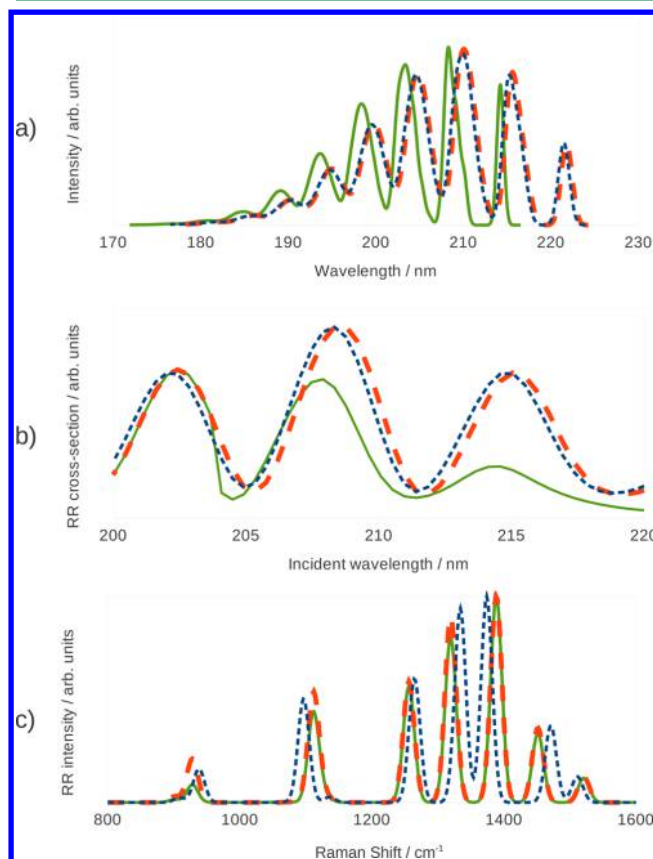 a)
Intensity / arb. units
170 180 190 200 210 220 230
Wavelength / nm
b)
RR cross-section / arb. units
200 205 210 215 220
Incident wavelength / nm
c)
RR intensity / arb. units
800 1000 1200 1400 1600
Raman Shift / cm⁻¹